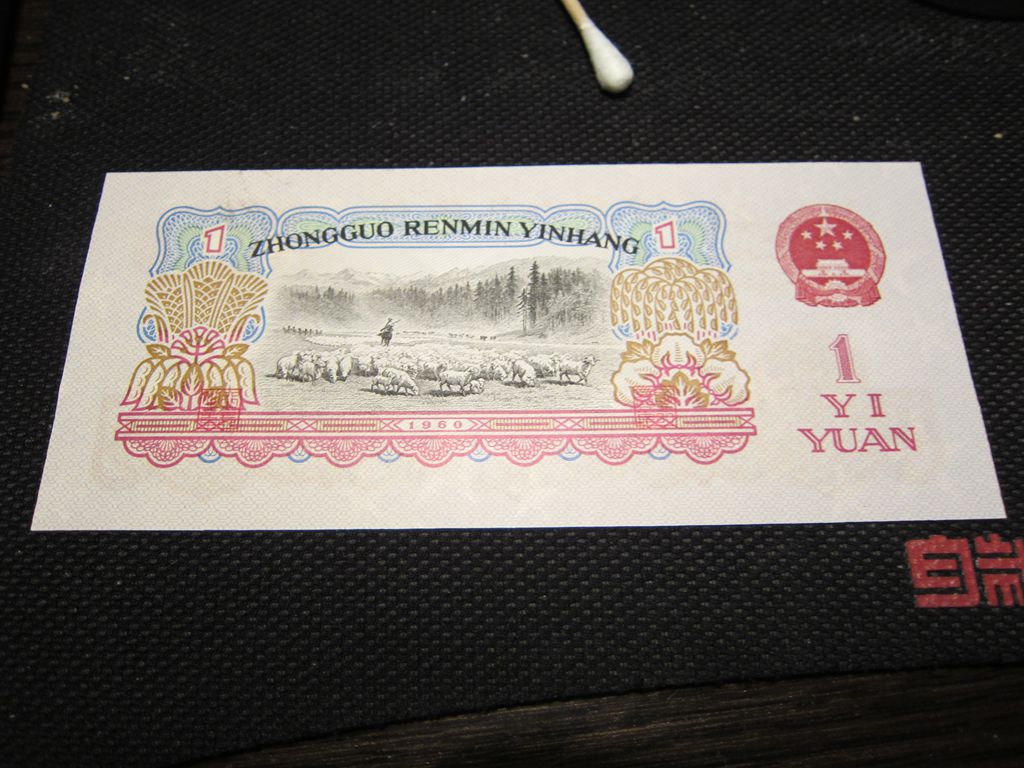 1 ZHONGGUO RENMIN YINHANG 1
1960
1
YI
YUAN